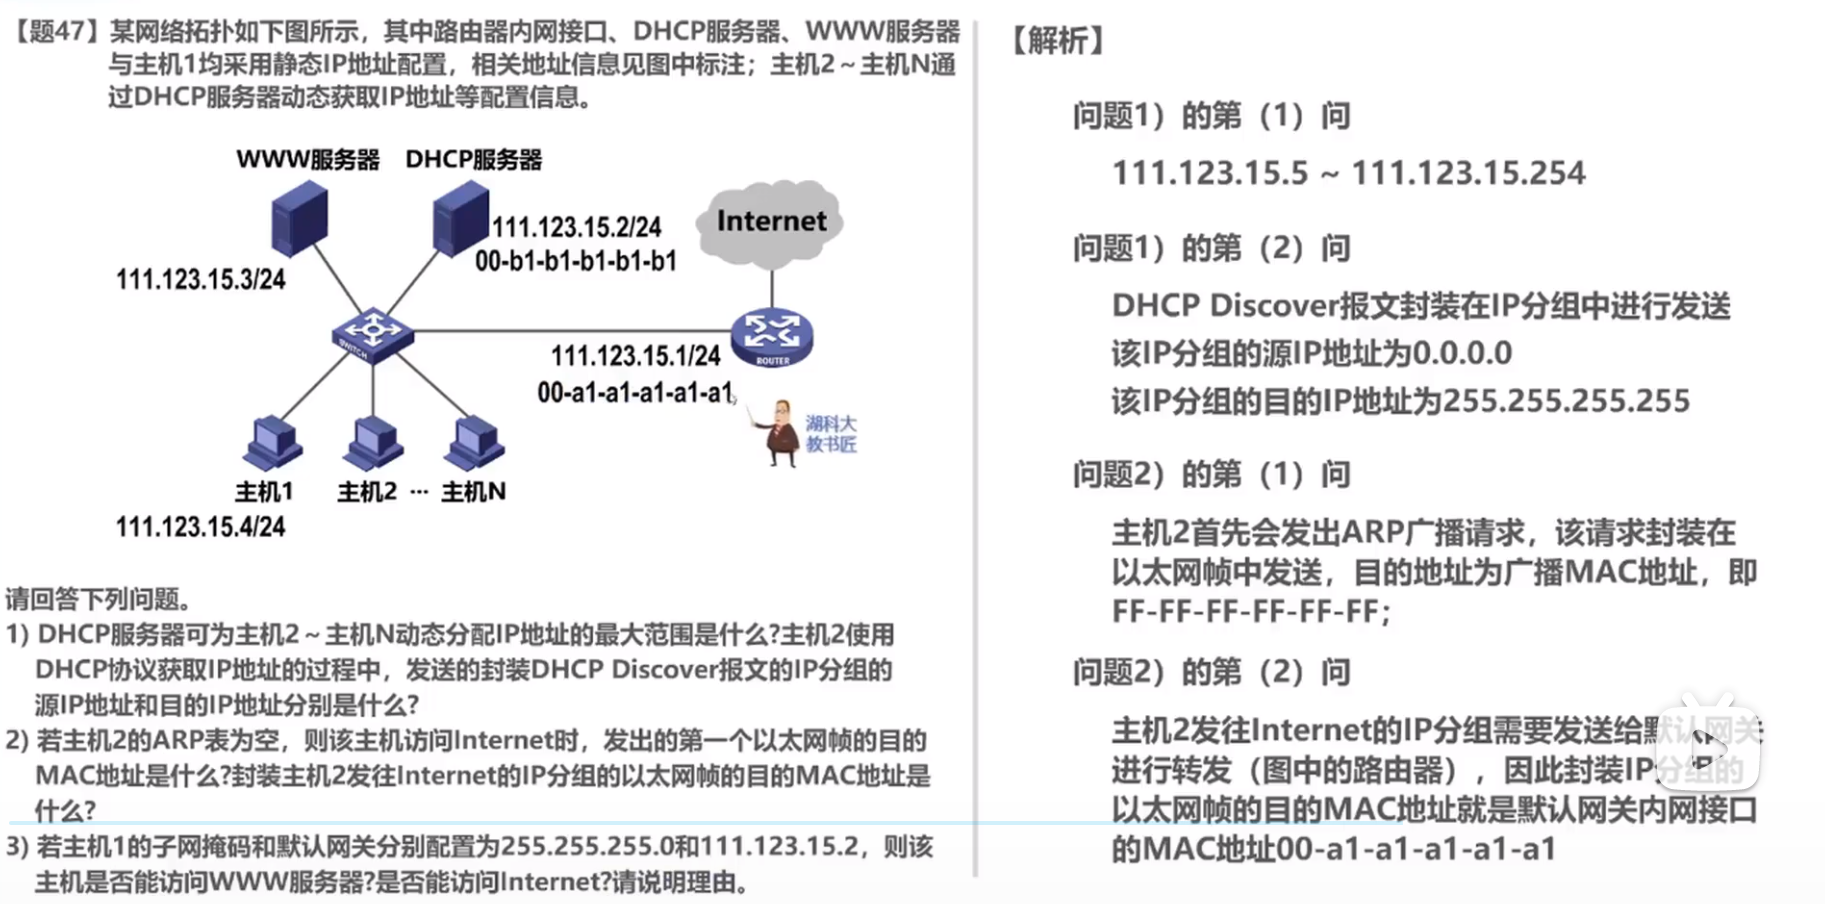 【题47】某网络拓扑如下图所示，其中路由器内网接口、DHCP服务器、WWW服务器
与主机1均采用静态IP地址配置，相关地址信息见图中标注；主机2～主机N通
过DHCP服务器动态获取IP地址等配置信息。
WWW服务器 DHCP服务器
Internet
111.123.15.2/24
00-b1-b1-b1-b1-b1
111.123.15.3/24
SWITCH
111.123.15.1/24
ROUTER
00-a1-a1-a1-a1-a1
湖科大
教书匠
主机1 主机2 ··· 主机N
111.123.15.4/24
请回答下列问题。
1) DHCP服务器可为主机2～主机N动态分配IP地址的最大范围是什么?主机2使用
DHCP协议获取IP地址的过程中，发送的封装DHCP Discover报文的IP分组的
源IP地址和目的IP地址分别是什么?
2) 若主机2的ARP表为空，则该主机访问Internet时，发出的第一个以太网帧的目的
MAC地址是什么?封装主机2发往Internet的IP分组的以太网帧的目的MAC地址是
什么?
3) 若主机1的子网掩码和默认网关分别配置为255.255.255.0和111.123.15.2，则该
主机是否能访问WWW服务器?是否能访问Internet?请说明理由。
【解析】
问题1）的第（1）问
111.123.15.5 ~ 111.123.15.254
问题1）的第（2）问
DHCP Discover报文封装在IP分组中进行发送
该IP分组的源IP地址为0.0.0.0
该IP分组的目的IP地址为255.255.255.255
问题2）的第（1）问
主机2首先会发出ARP广播请求，该请求封装在
以太网帧中发送，目的地址为广播MAC地址，即
FF-FF-FF-FF-FF-FF；
问题2）的第（2）问
主机2发往Internet的IP分组需要发送给默认网关
进行转发（图中的路由器），因此封装IP分组的
以太网帧的目的MAC地址就是默认网关内网接口
的MAC地址00-a1-a1-a1-a1-a1